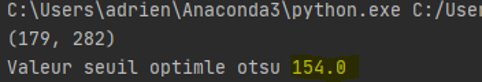 C:\Users\adrien\Anaconda3\python.exe C:/User
(179, 282)
Valeur seuil optimle otsu 154.0